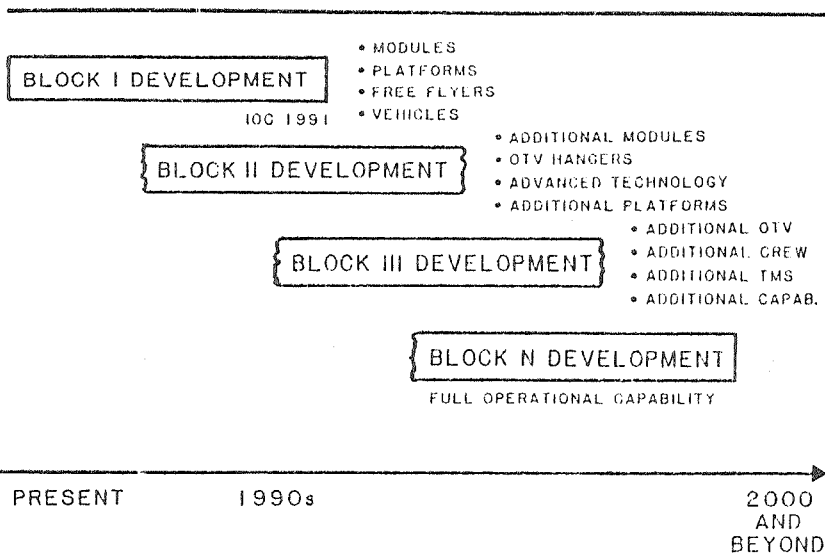 BLOCK I DEVELOPMENT
IOC 1991
• MODULES
• PLATFORMS
• FREE FLYERS
• VEHICLES
BLOCK II DEVELOPMENT
• ADDITIONAL MODULES
• OTV HANGERS
• ADVANCED TECHNOLOGY
• ADDITIONAL PLATFORMS
BLOCK III DEVELOPMENT
• ADDITIONAL OTV
• ADDITIONAL CREW
• ADDITIONAL TMS
• ADDITIONAL CAPAB.
BLOCK N DEVELOPMENT
FULL OPERATIONAL CAPABILITY
PRESENT
1990s
2000
AND
BEYOND